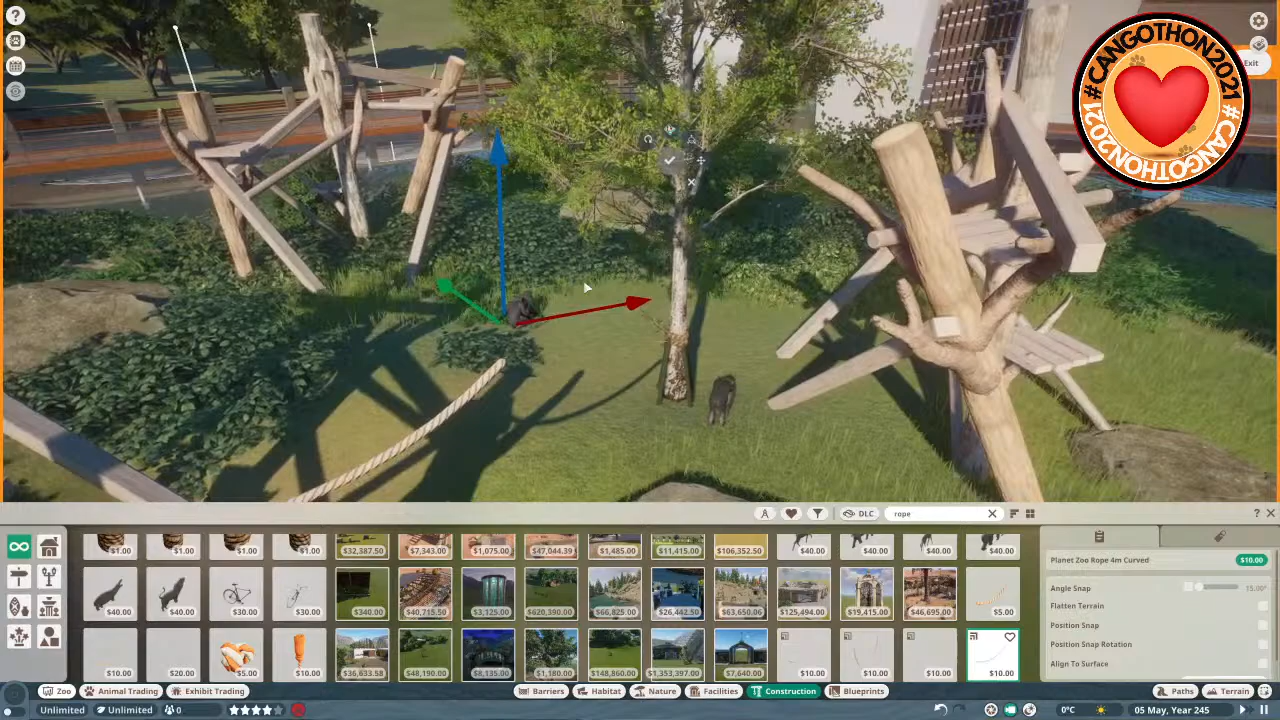 ?
Exit
#CANGOTHON2021
#CANGOTHON2021
DLC
rope
?
$1.00
$1.00
$1.00
$1.00
$32,387.50
$7,343.00
$1,075.00
$47,044.39
$1,485.00
$11,415.00
$106,352.50
$40.00
$40.00
$40.00
$40.00
Planet Zoo Rope 4m Curved
$10.00
$40.00
$40.00
$30.00
$30.00
$340.00
$40,715.50
$3,125.00
$620,390.00
$66,825.00
$26,442.50
$63,650.06
$125,494.00
$19,415.00
$46,695.00
$5.00
Angle Snap
15.00°
Flatten Terrain
Position Snap
Position Snap Rotation
Align To Surface
$10.00
$20.00
$5.00
$10.00
$36,633.58
$48,190.00
$8,135.00
$1,180.00
$148,860.00
$1,353,397.00
$7,640.00
$10.00
$10.00
$10.00
$10.00
Zoo
Animal Trading
Exhibit Trading
Barriers
Habitat
Nature
Facilities
Construction
Blueprints
Paths
Terrain
Unlimited
Unlimited
0
0°C
05 May, Year 245